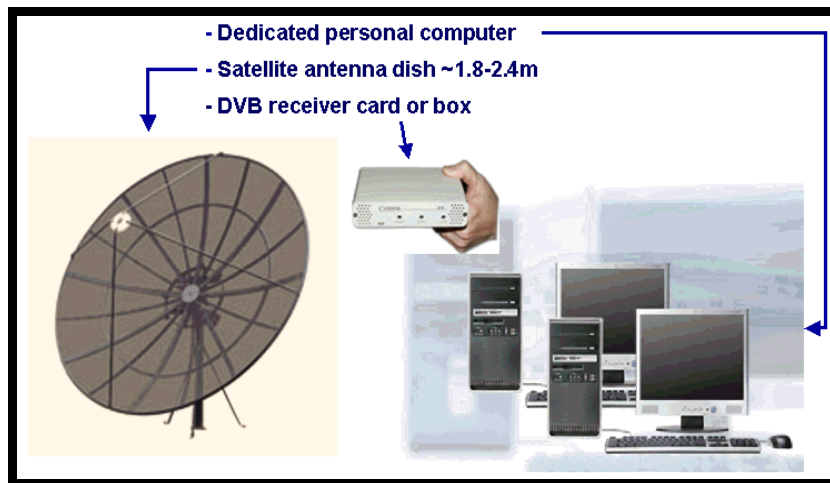 - Dedicated personal computer
- Satellite antenna dish ~1.8-2.4m
- DVB receiver card or box